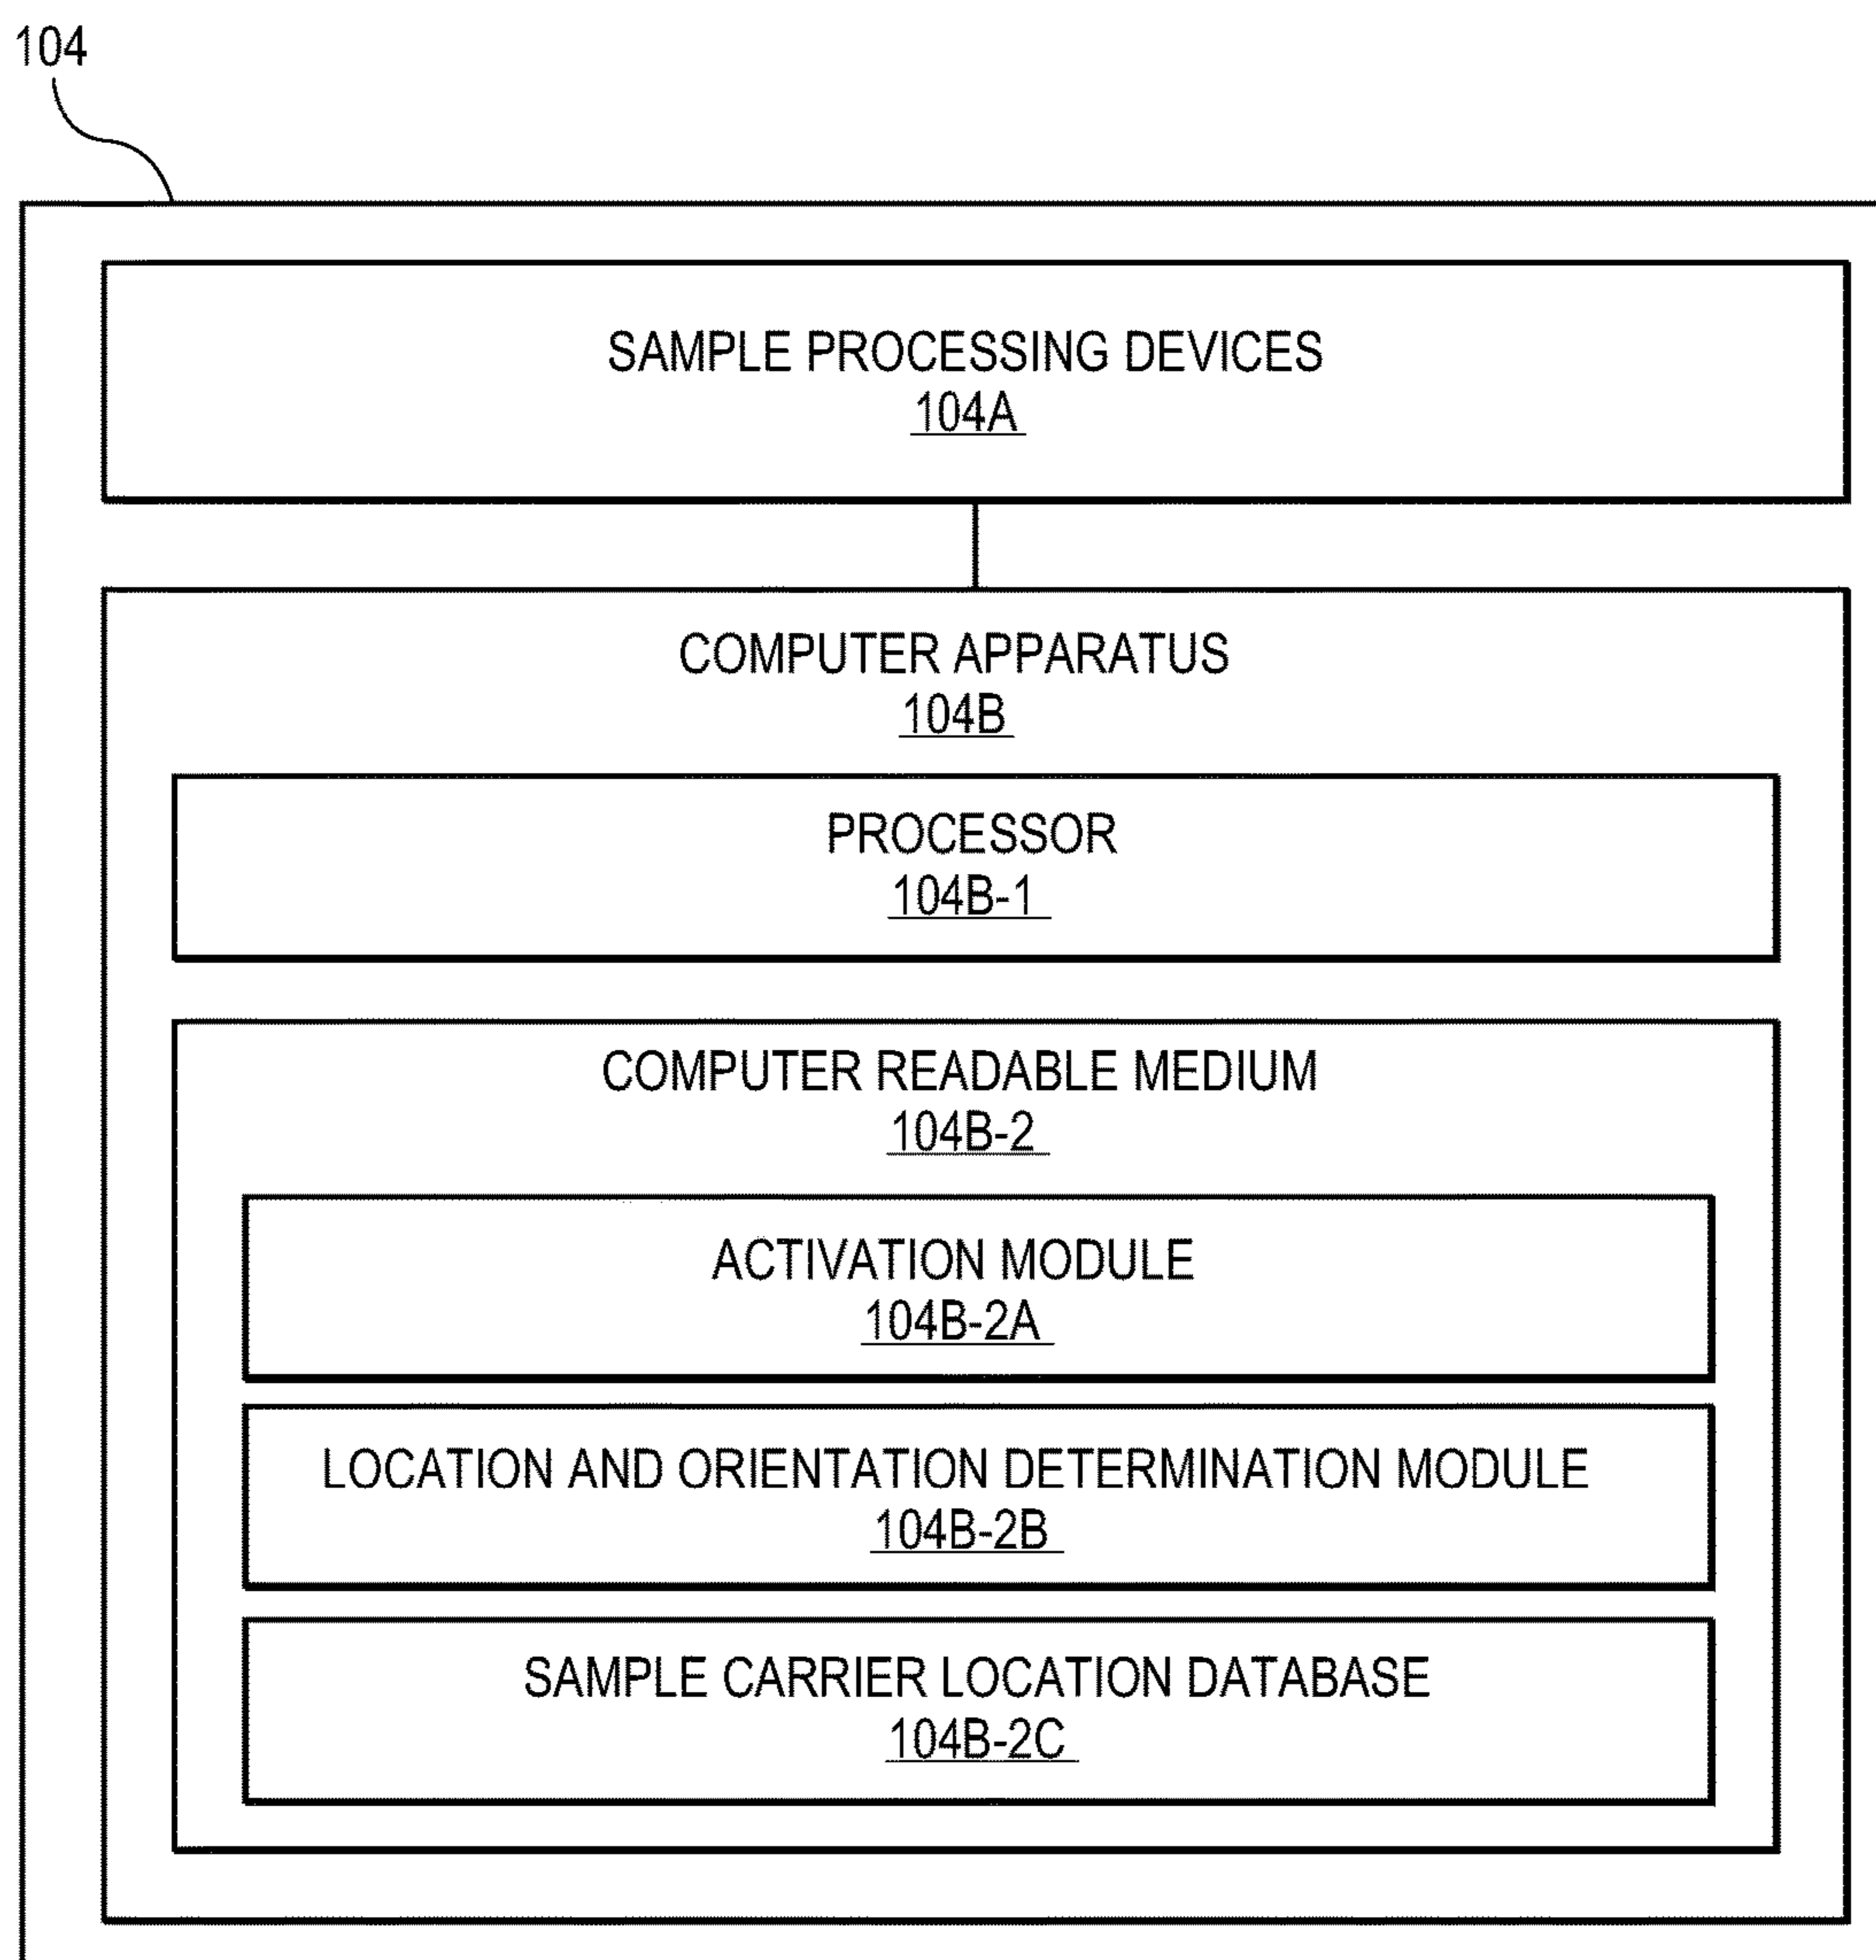 104
SAMPLE PROCESSING DEVICES
104A
COMPUTER APPARATUS
104B
PROCESSOR
104B-1
COMPUTER READABLE MEDIUM
104B-2
ACTIVATION MODULE
104B-2A
LOCATION AND ORIENTATION DETERMINATION MODULE
104B-2B
SAMPLE CARRIER LOCATION DATABASE
104B-2C